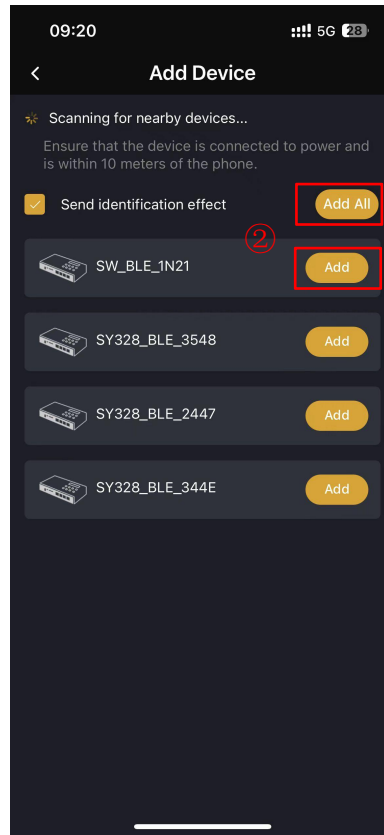 09:20 5G 28
Add Device
Scanning for nearby devices...
Ensure that the device is connected to power and
is within 10 meters of the phone.
Send identification effect Add All
②
SW_BLE_1N21 Add
SY328_BLE_3548 Add
SY328_BLE_2447 Add
SY328_BLE_344E Add